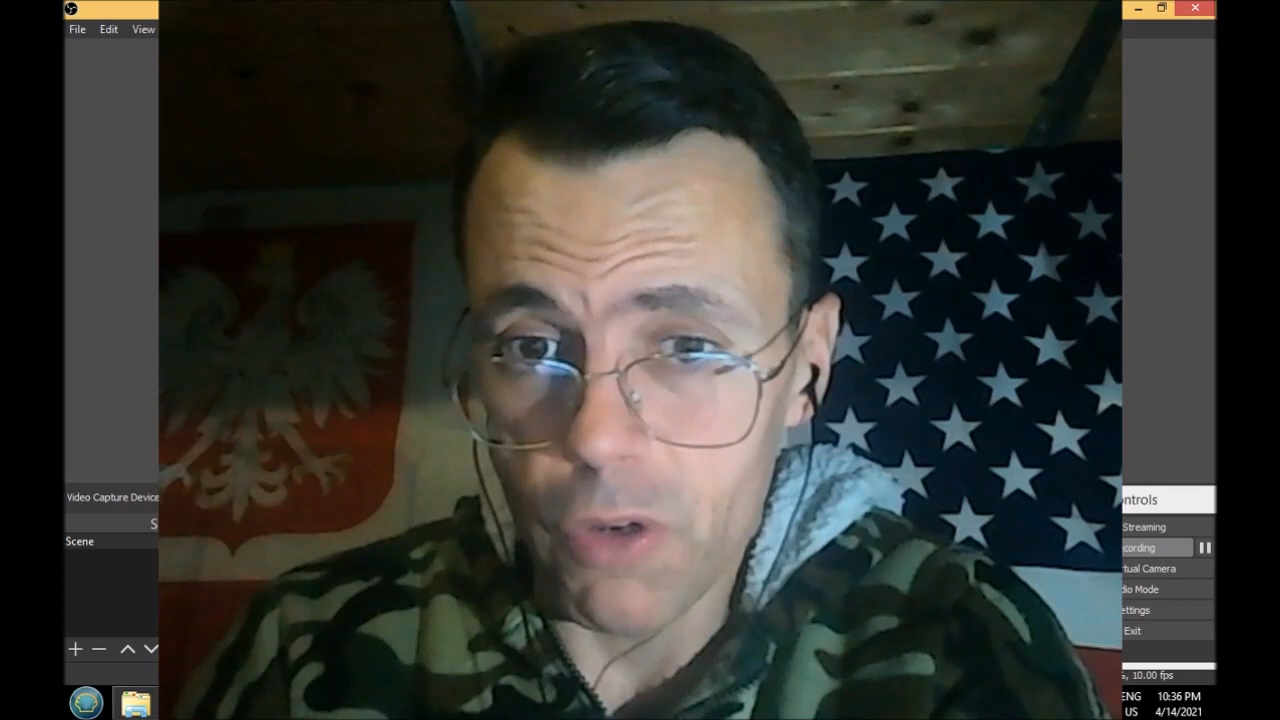 File Edit View
Video Capture Device
S
Scene
ontrols
Streaming
ecording
rtual Camera
dio Mode
ettings
Exit
10.00 fps
ENG 10:36 PM
US 4/14/2021